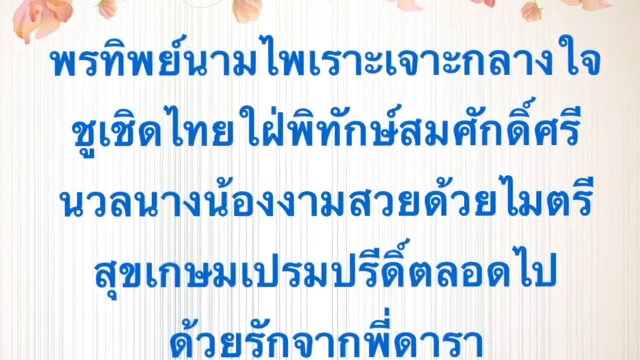 พรทิพย์นามไพเราะเจาะกลางใจ
ชูเชิดไทยใฝ่พิทักษ์สมศักดิ์ศรี
นวลนางน้องงามสวยด้วยไมตรี
สุขเกษมเปรมปรีดิ์ตลอดไป
ด้วยรักจากพี่ดารา